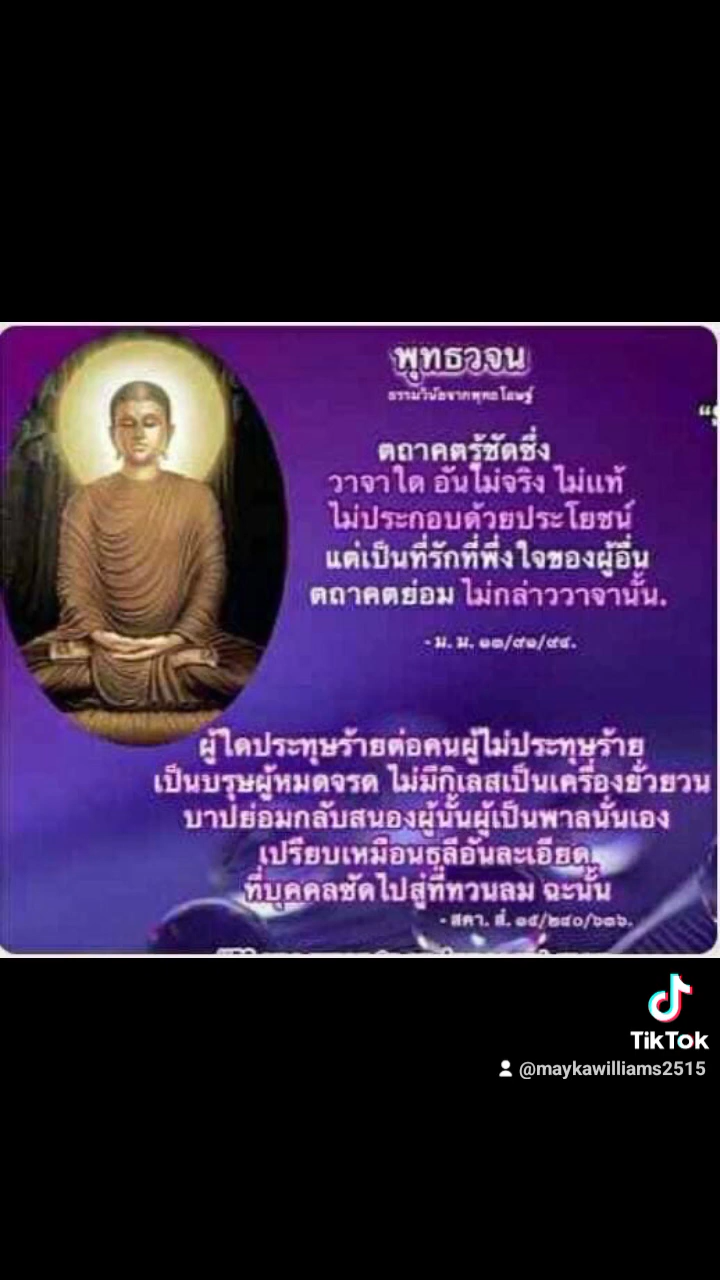 พุทธวจน
ธรรมวินัยจากพุทธโอษฐ์
ตถาคตรู้ชัดซึ่ง
วาจาใด อันไม่จริง ไม่แท้
ไม่ประกอบด้วยประโยชน์
แต่เป็นที่รักที่พึ่งใจของผู้อื่น
ตถาคตย่อม ไม่กล่าววาจานั้น.
- ม. ม. ๑๓/๙๑/๙๔.
ผู้ใดประทุษร้ายต่อคนผู้ไม่ประทุษร้าย
เป็นบุรุษผู้หมดจรด ไม่มีกิเลสเป็นเครื่องยั่วยวน
บาปย่อมกลับสนองผู้นั้นผู้เป็นพาลนั่นเอง
เปรียบเหมือนธุลีอันละเอียด
ที่บุคคลซัดไปสู่ที่ทวนลม ฉะนั้น
- สคา. สํ. ๑๕/๒๔๐/๖๓๖.
TikTok
@maykawilliams2515